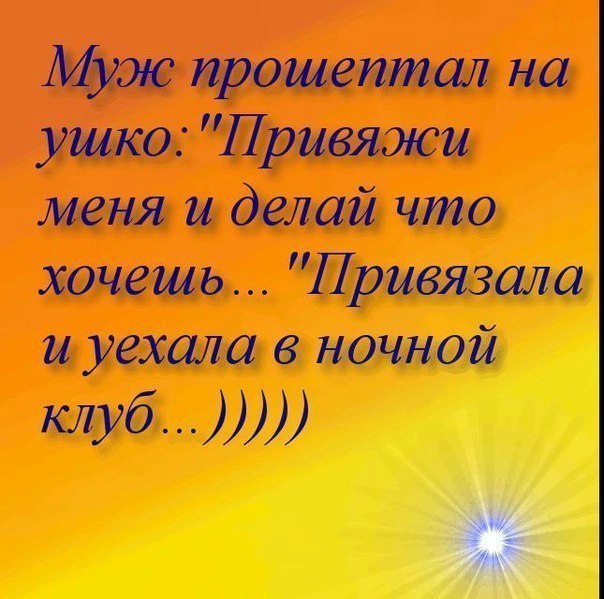 Муж прошептал на
ушко:"Привяжи
меня и делай что
хочешь... "Привязала
и уехала в ночной
клуб...)))))